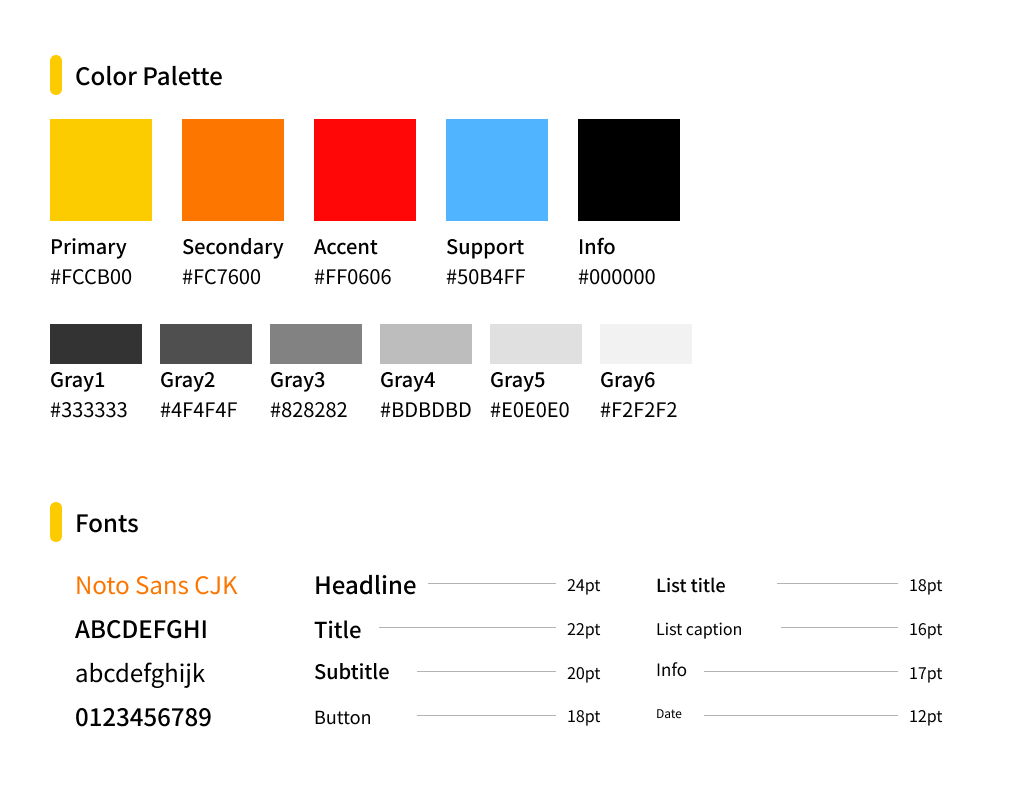 Color Palette
Primary Secondary Accent Support Info
#FCCB00 #FC7600 #FF0606 #50B4FF #000000
Gray1 Gray2 Gray3 Gray4 Gray5 Gray6
#333333 #4F4F4F #828282 #BDBDBD #E0E0E0 #F2F2F2
Fonts
Noto Sans CJK Headline 24pt List title 18pt
ABCDEFGHI Title 22pt List caption 16pt
abcdefghijk Subtitle 20pt Info 17pt
0123456789 Button 18pt Date 12pt